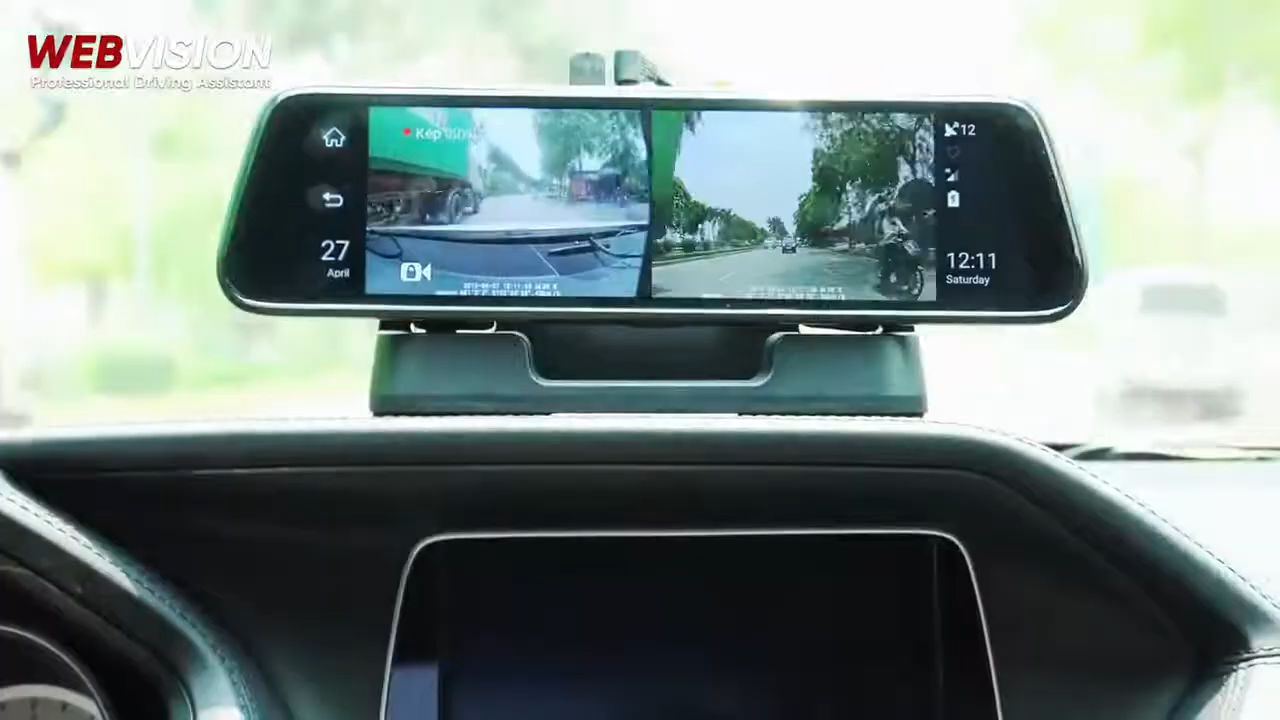 WEBVISION
Professional Driving Assistant
Kép
12
27
April
12:11
Saturday